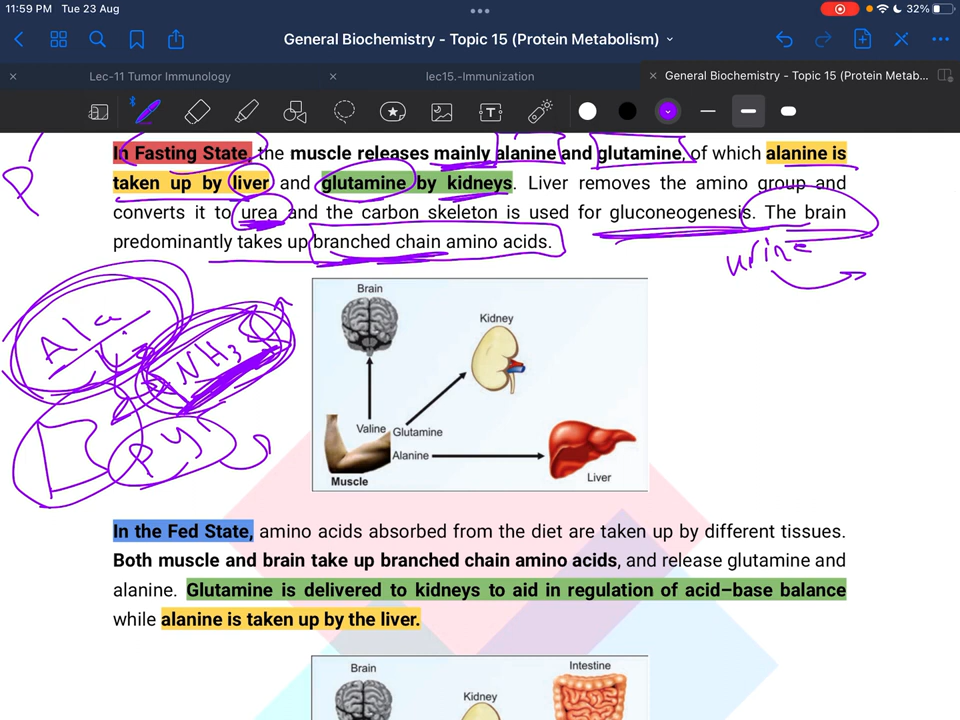 11:59 PM Tue 23 Aug
32%
General Biochemistry - Topic 15 (Protein Metabolism)
Lec-11 Tumor Immunology
lec15.-Immunization
General Biochemistry - Topic 15 (Protein Metab...
In Fasting State, the muscle releases mainly alanine and glutamine, of which alanine is
taken up by liver and glutamine by kidneys. Liver removes the amino group and
converts it to urea and the carbon skeleton is used for gluconeogenesis. The brain
predominantly takes up branched chain amino acids.
urine
Ala
NH3
Py
Brain
Kidney
Valine
Glutamine
Alanine
Muscle
Liver
In the Fed State, amino acids absorbed from the diet are taken up by different tissues.
Both muscle and brain take up branched chain amino acids, and release glutamine and
alanine. Glutamine is delivered to kidneys to aid in regulation of acid–base balance
while alanine is taken up by the liver.
Brain
Kidney
Intestine